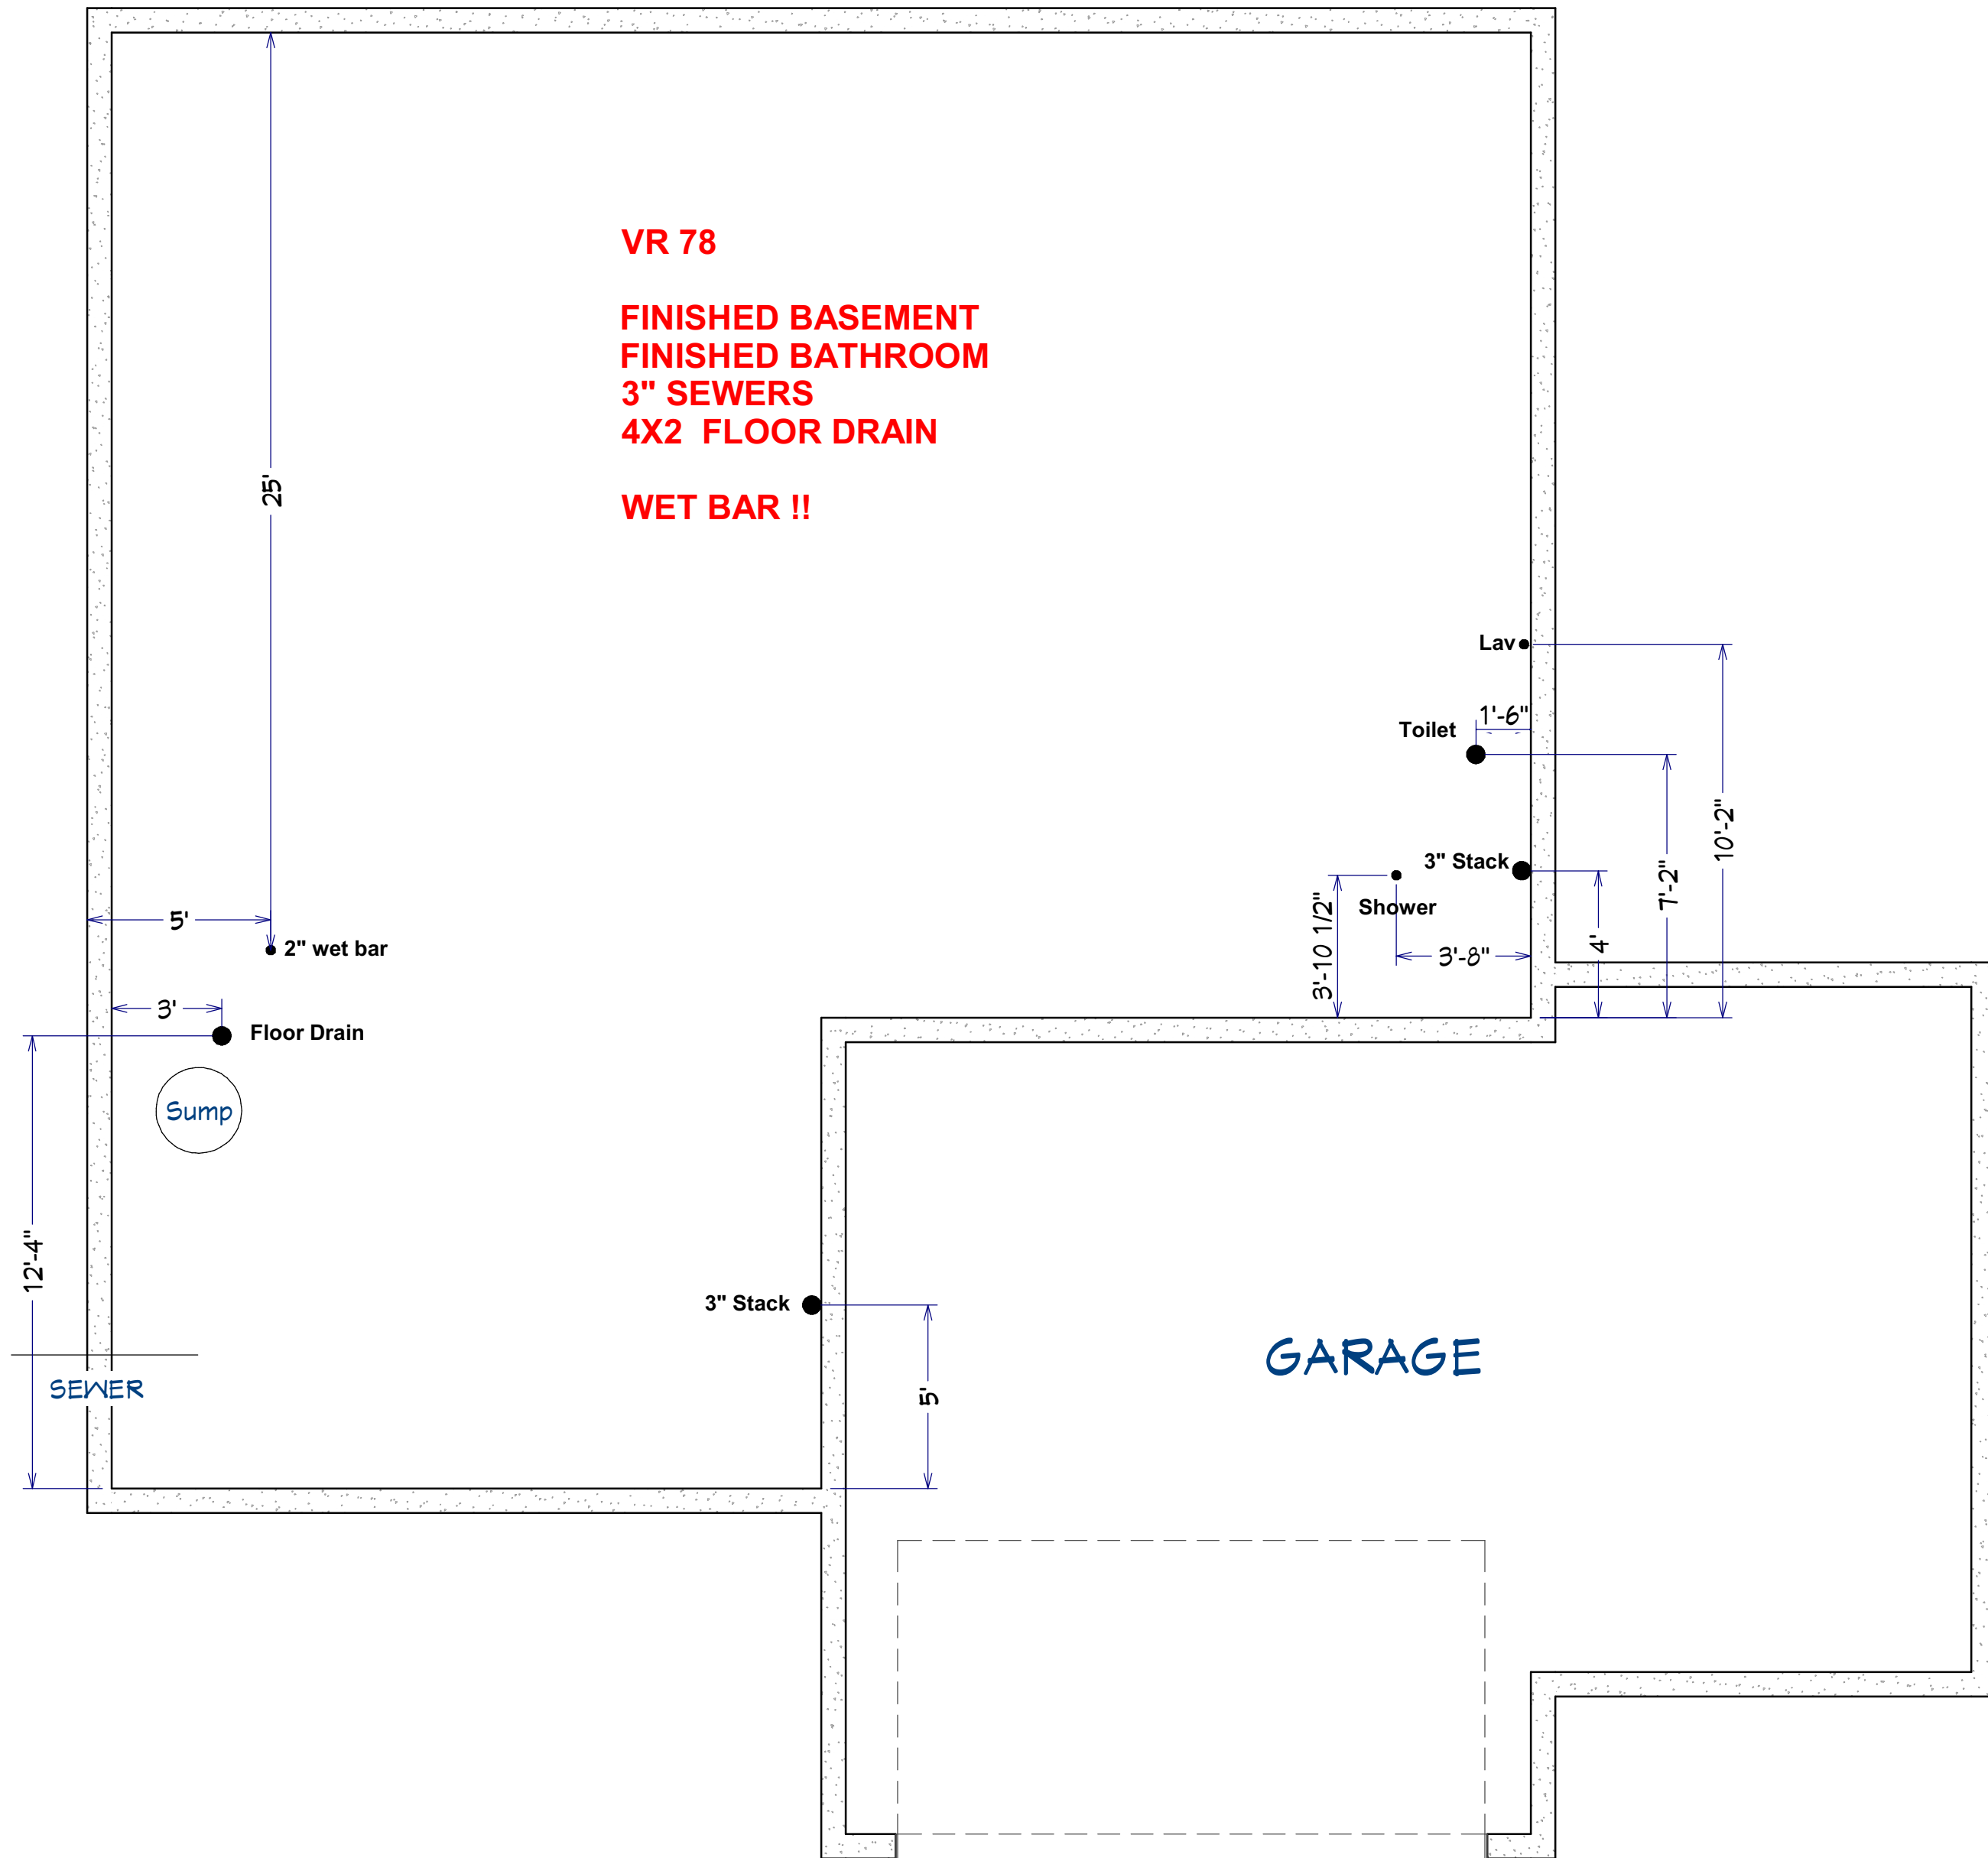 VR 78
FINISHED BASEMENT
FINISHED BATHROOM
3" SEWERS
4X2  FLOOR DRAIN
WET BAR !!
25'
Lav
1'-6"
Toilet
10'-2"
7'-2"
3" Stack
Shower
4'
3'-10 1/2"
3'-8"
5'
2" wet bar
3'
Floor Drain
Sump
12'-4"
3" Stack
GARAGE
5'
SEWER